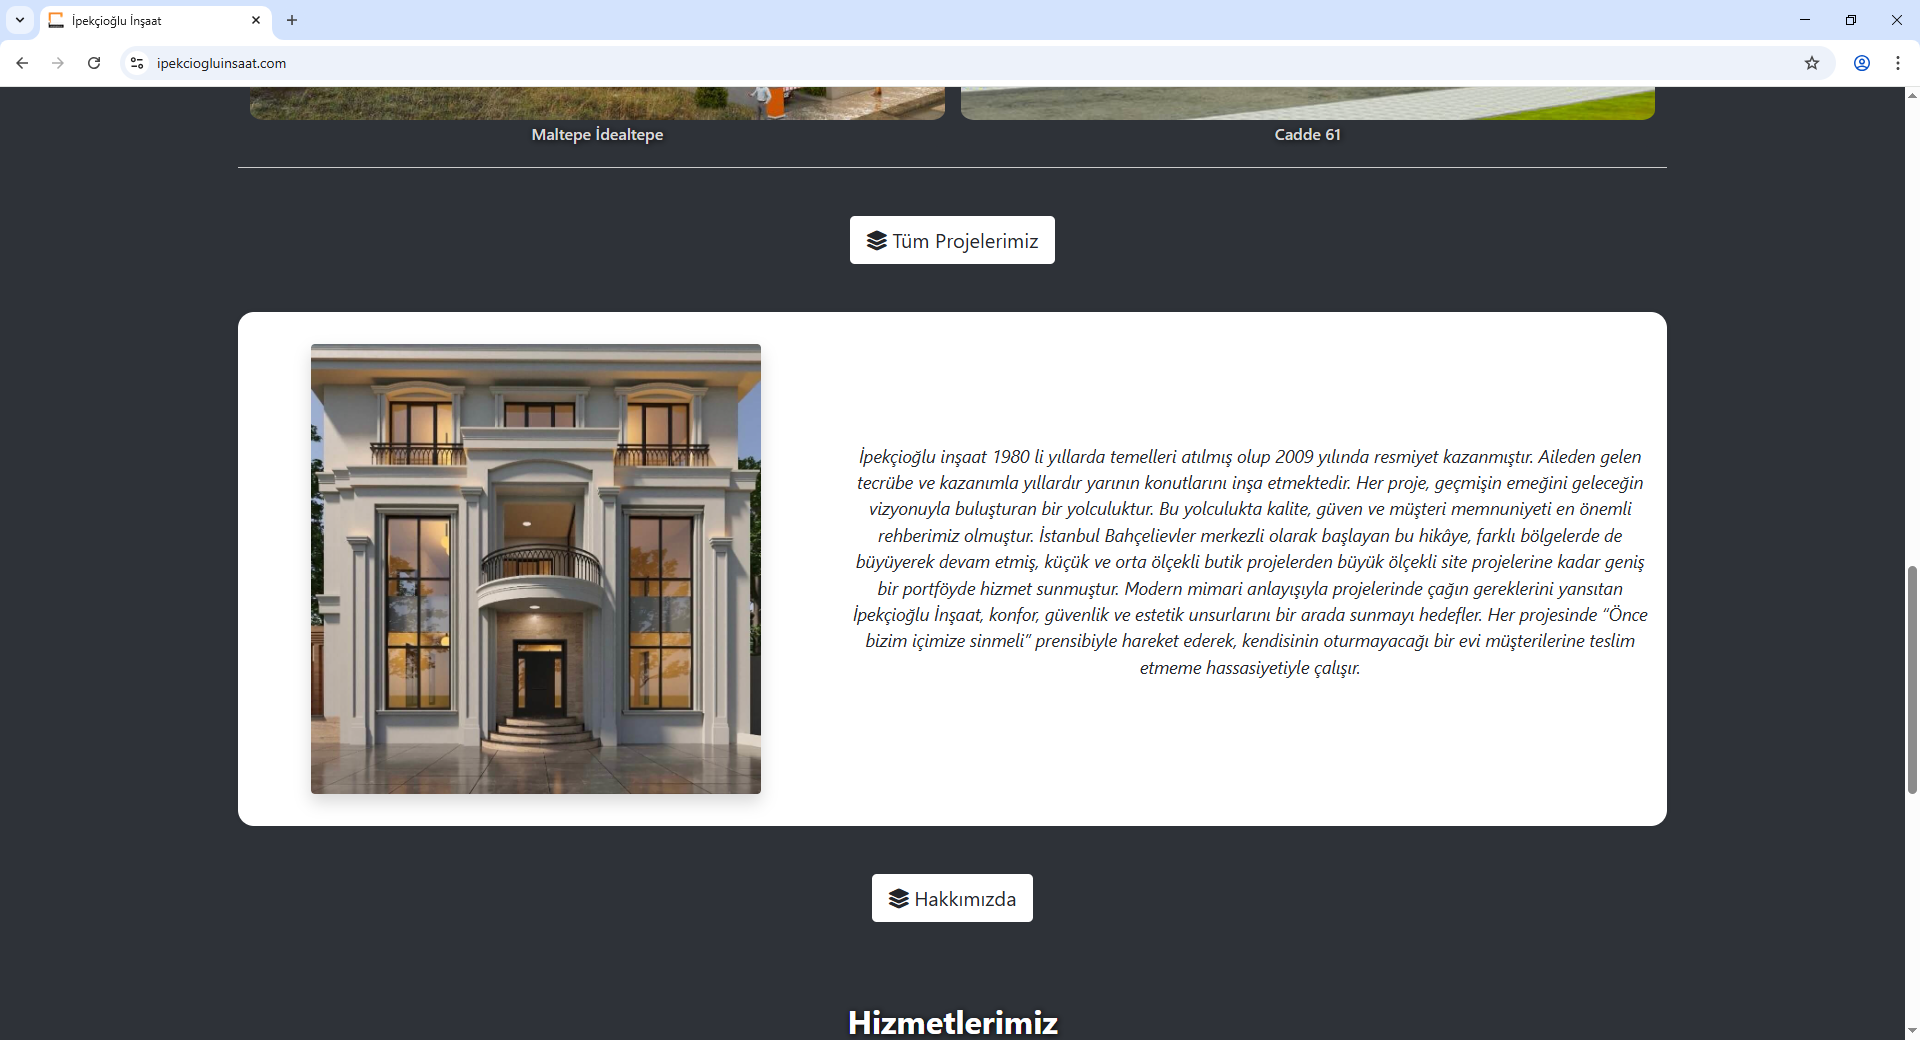 İpekçioğlu İnşaat
ipekciogluinsaat.com
Maltepe İdealtepe
Cadde 61
Tüm Projelerimiz
İpekçioğlu inşaat 1980 li yıllarda temelleri atılmış olup 2009 yılında resmiyet kazanmıştır. Aileden gelen
tecrübe ve kazanımla yıllardır yarının konutlarını inşa etmektedir. Her proje, geçmişin emeğini geleceğin
vizyonuyla buluşturan bir yolculuktur. Bu yolculukta kalite, güven ve müşteri memnuniyeti en önemli
rehberimiz olmuştur. İstanbul Bahçelievler merkezli olarak başlayan bu hikâye, farklı bölgelerde de
büyüyerek devam etmiş, küçük ve orta ölçekli butik projelerden büyük ölçekli site projelerine kadar geniş
bir portföyde hizmet sunmuştur. Modern mimari anlayışıyla projelerinde çağın gereklerini yansıtan
İpekçioğlu İnşaat, konfor, güvenlik ve estetik unsurlarını bir arada sunmayı hedefler. Her projesinde “Önce
bizim içimize sinmeli” prensibiyle hareket ederek, kendisinin oturmayacağı bir evi müşterilerine teslim
etmeme hassasiyetiyle çalışır.
Hakkımızda
Hizmetlerimiz